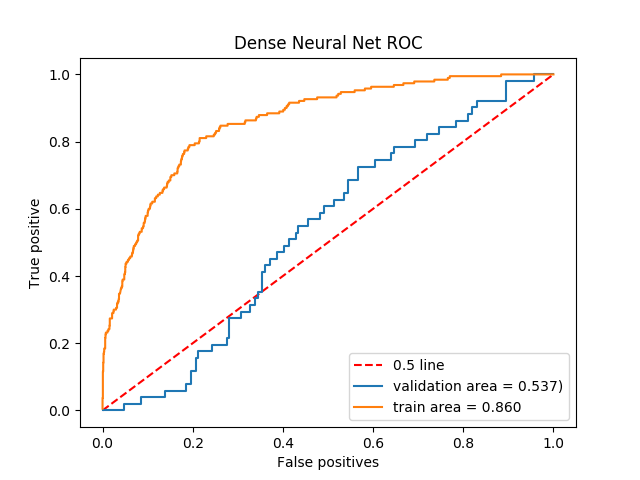 Dense Neural Net ROC
1.0
0.8
0.6
0.4
0.2
0.0
True positive
0.5 line
validation area = 0.537)
train area = 0.860
0.0 0.2 0.4 0.6 0.8 1.0
False positives